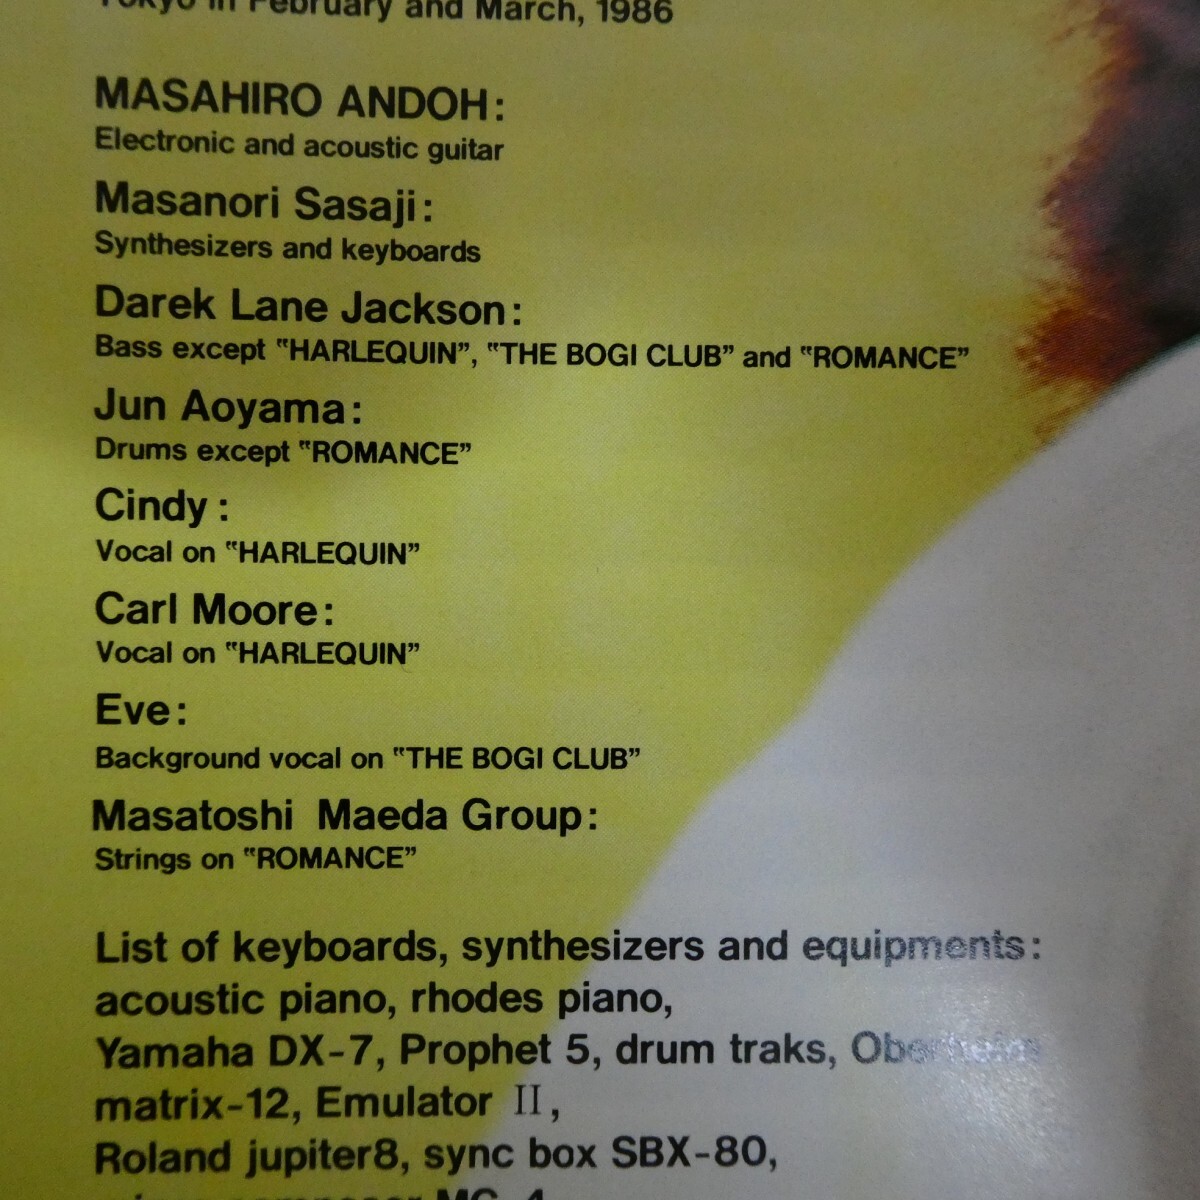 Tokyo in February and March, 1986
MASAHIRO ANDOH:
Electronic and acoustic guitar
Masanori Sasaji:
Synthesizers and keyboards
Darek Lane Jackson:
Bass except "HARLEQUIN", "THE BOGI CLUB" and "ROMANCE"
Jun Aoyama:
Drums except "ROMANCE"
Cindy:
Vocal on "HARLEQUIN"
Carl Moore:
Vocal on "HARLEQUIN"
Eve:
Background vocal on "THE BOGI CLUB"
Masatoshi Maeda Group:
Strings on "ROMANCE"
List of keyboards, synthesizers and equipments:
acoustic piano, rhodes piano,
Yamaha DX-7, Prophet 5, drum traks, Oberheim
matrix-12, Emulator II,
Roland jupiter8, sync box SBX-80,
composer MC-4